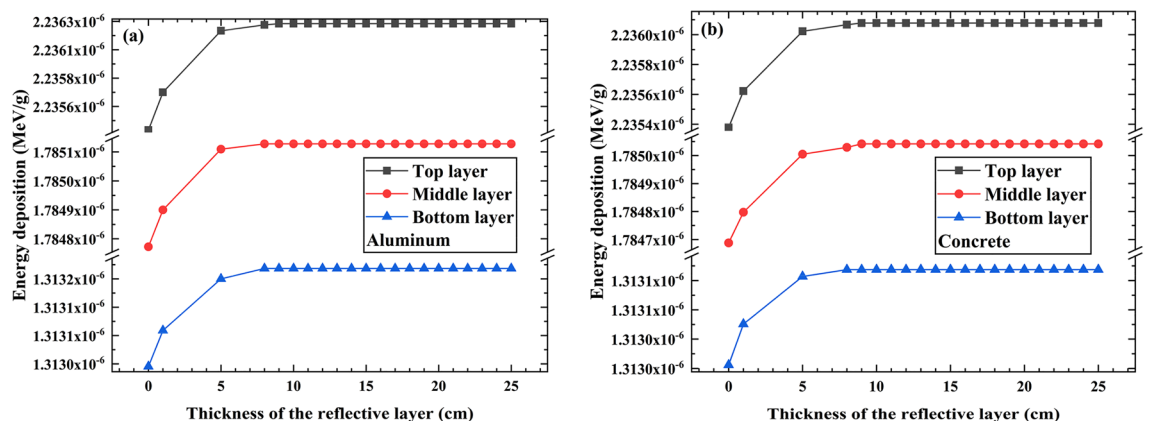 (a)
2.2363x10⁻⁶
2.2361x10⁻⁶
2.2358x10⁻⁶
2.2356x10⁻⁶
1.7851x10⁻⁶
1.7850x10⁻⁶
1.7849x10⁻⁶
1.7848x10⁻⁶
1.3132x10⁻⁶
1.3131x10⁻⁶
1.3131x10⁻⁶
1.3130x10⁻⁶
Energy deposition (MeV/g)
Top layer
Middle layer
Bottom layer
Aluminum
0 5 10 15 20 25
Thickness of the reflective layer (cm)
(b)
2.2360x10⁻⁶
2.2358x10⁻⁶
2.2356x10⁻⁶
2.2354x10⁻⁶
1.7850x10⁻⁶
1.7849x10⁻⁶
1.7848x10⁻⁶
1.7847x10⁻⁶
1.3131x10⁻⁶
1.3131x10⁻⁶
1.3130x10⁻⁶
1.3130x10⁻⁶
Energy deposition (MeV/g)
Top layer
Middle layer
Bottom layer
Concrete
0 5 10 15 20 25
Thickness of the reflective layer (cm)